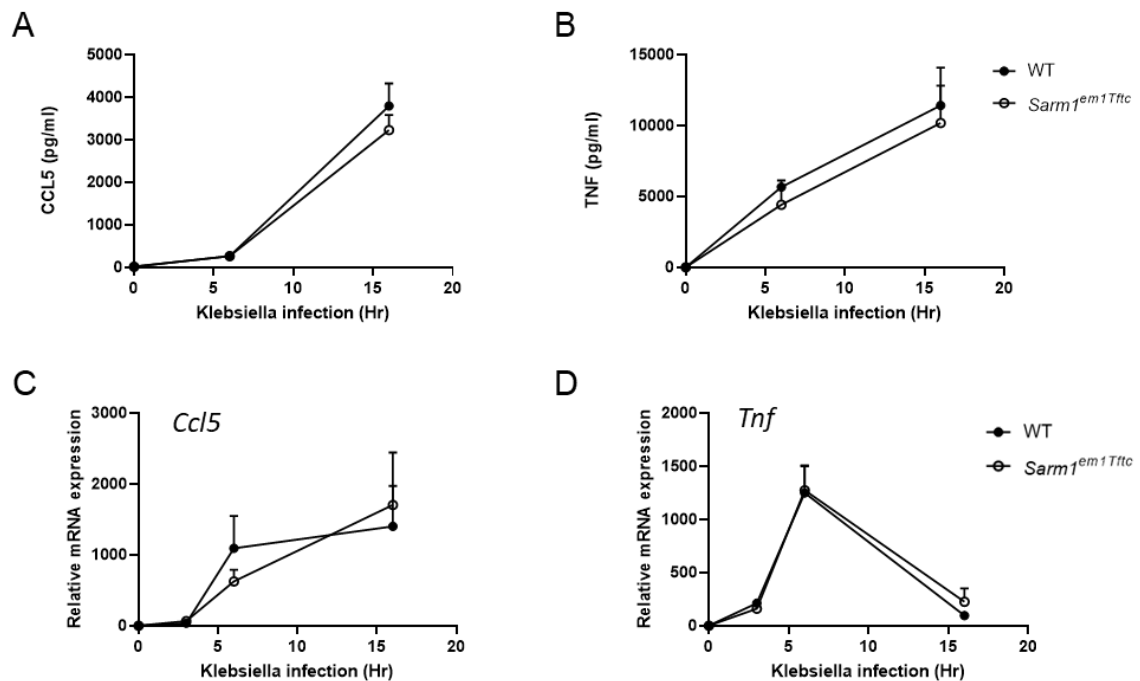 A
CCL5 (pg/ml)
5000
4000
3000
2000
1000
0
0 5 10 15 20
Klebsiella infection (Hr)
B
TNF (pg/ml)
15000
10000
5000
0
0 5 10 15 20
Klebsiella infection (Hr)
WT
Sarm1em1Tftc
C
Ccl5
Relative mRNA expression
3000
2000
1000
0
0 5 10 15 20
Klebsiella infection (Hr)
D
Tnf
Relative mRNA expression
2000
1500
1000
500
0
0 5 10 15 20
Klebsiella infection (Hr)
WT
Sarm1em1Tftc